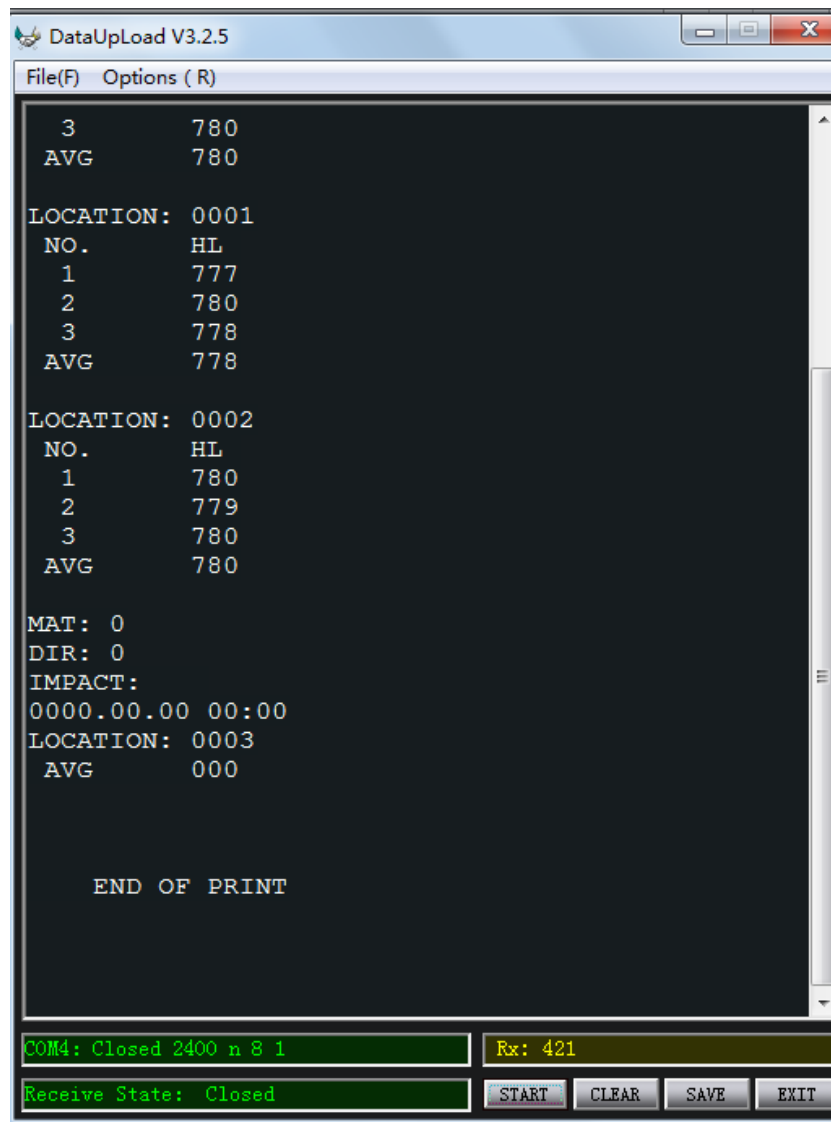 DataUpLoad V3.2.5
File(F) Options ( R)
3 780
AVG 780
LOCATION: 0001
NO. HL
1 777
2 780
3 778
AVG 778
LOCATION: 0002
NO. HL
1 780
2 779
3 780
AVG 780
MAT: 0
DIR: 0
IMPACT:
0000.00.00 00:00
LOCATION: 0003
AVG 000
END OF PRINT
COM4: Closed 2400 n 8 1 Rx: 421
Receive State: Closed START CLEAR SAVE EXIT